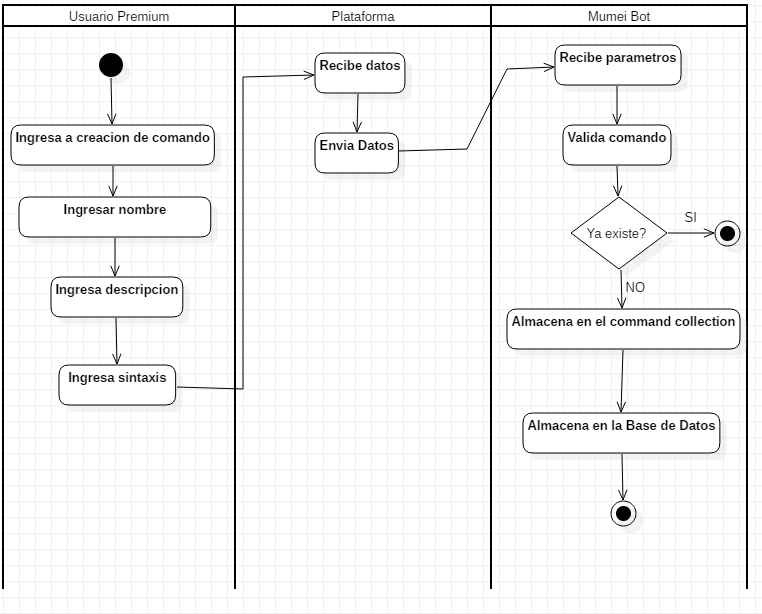 Usuario Premium
Plataforma
Mumei Bot
Ingresa a creacion de comando
Ingresar nombre
Ingresa descripcion
Ingresa sintaxis
Recibe datos
Envia Datos
Recibe parametros
Valida comando
Ya existe?
SI
NO
Almacena en el command collection
Almacena en la Base de Datos